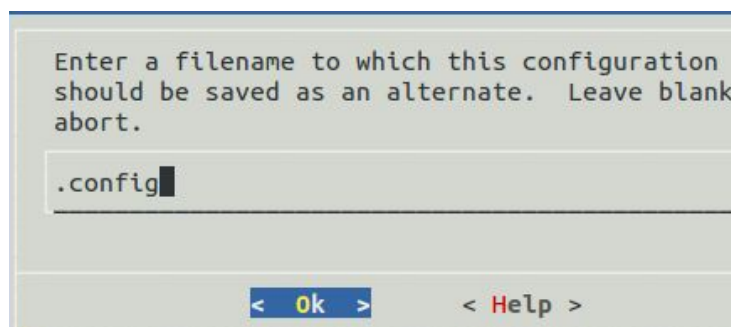 Enter a filename to which this configuration
should be saved as an alternate.  Leave blank
abort.
.config
<  Ok  >
< Help >